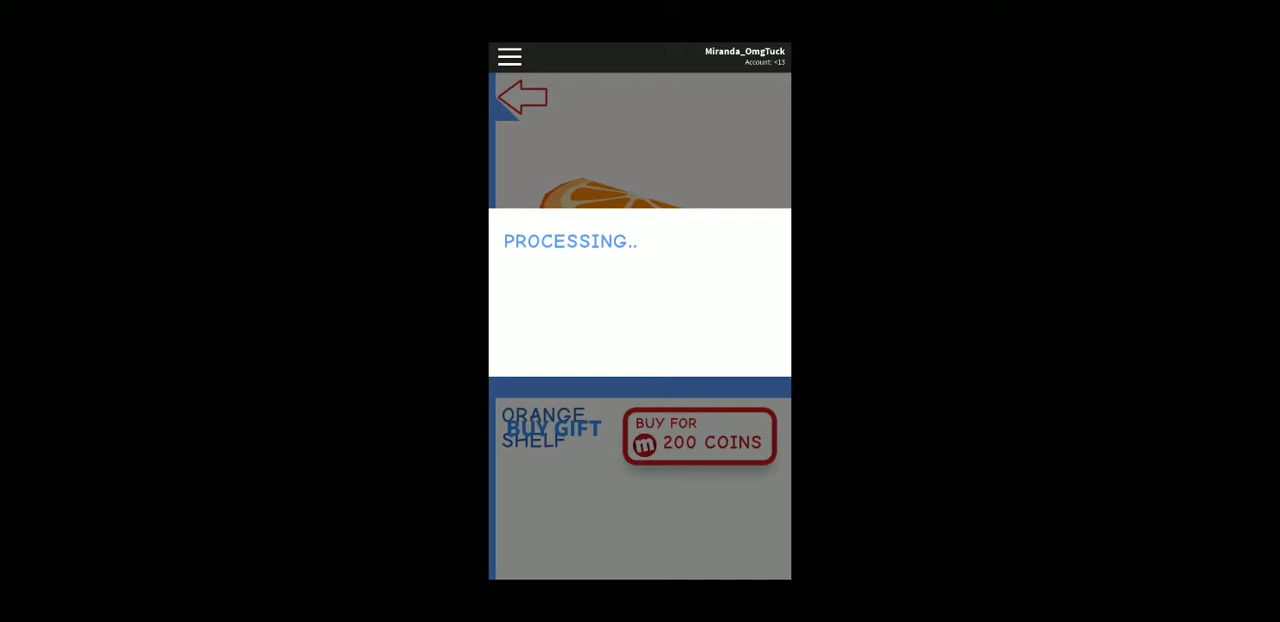 Miranda_OmgTuck
Account: <13
PROCESSING..
ORANGE
SHELF
BUY GIFT
BUY FOR
m 200 COINS